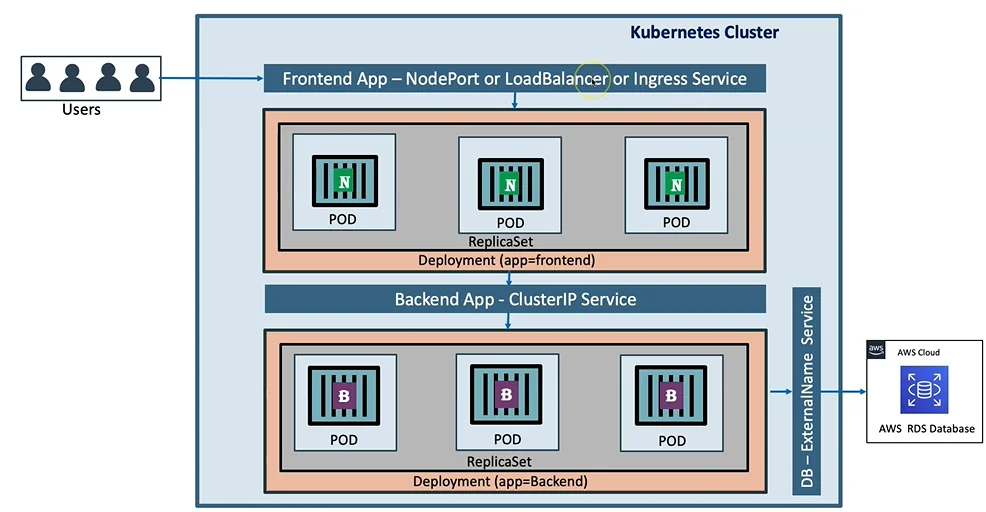 Kubernetes Cluster
Users
Frontend App – NodePort or LoadBalancer or Ingress Service
N
N
N
POD
POD
POD
ReplicaSet
Deployment (app=frontend)
Backend App - ClusterIP Service
B
B
B
POD
POD
POD
ReplicaSet
Deployment (app=Backend)
DB – ExternalName Service
aws
AWS Cloud
AWS RDS Database